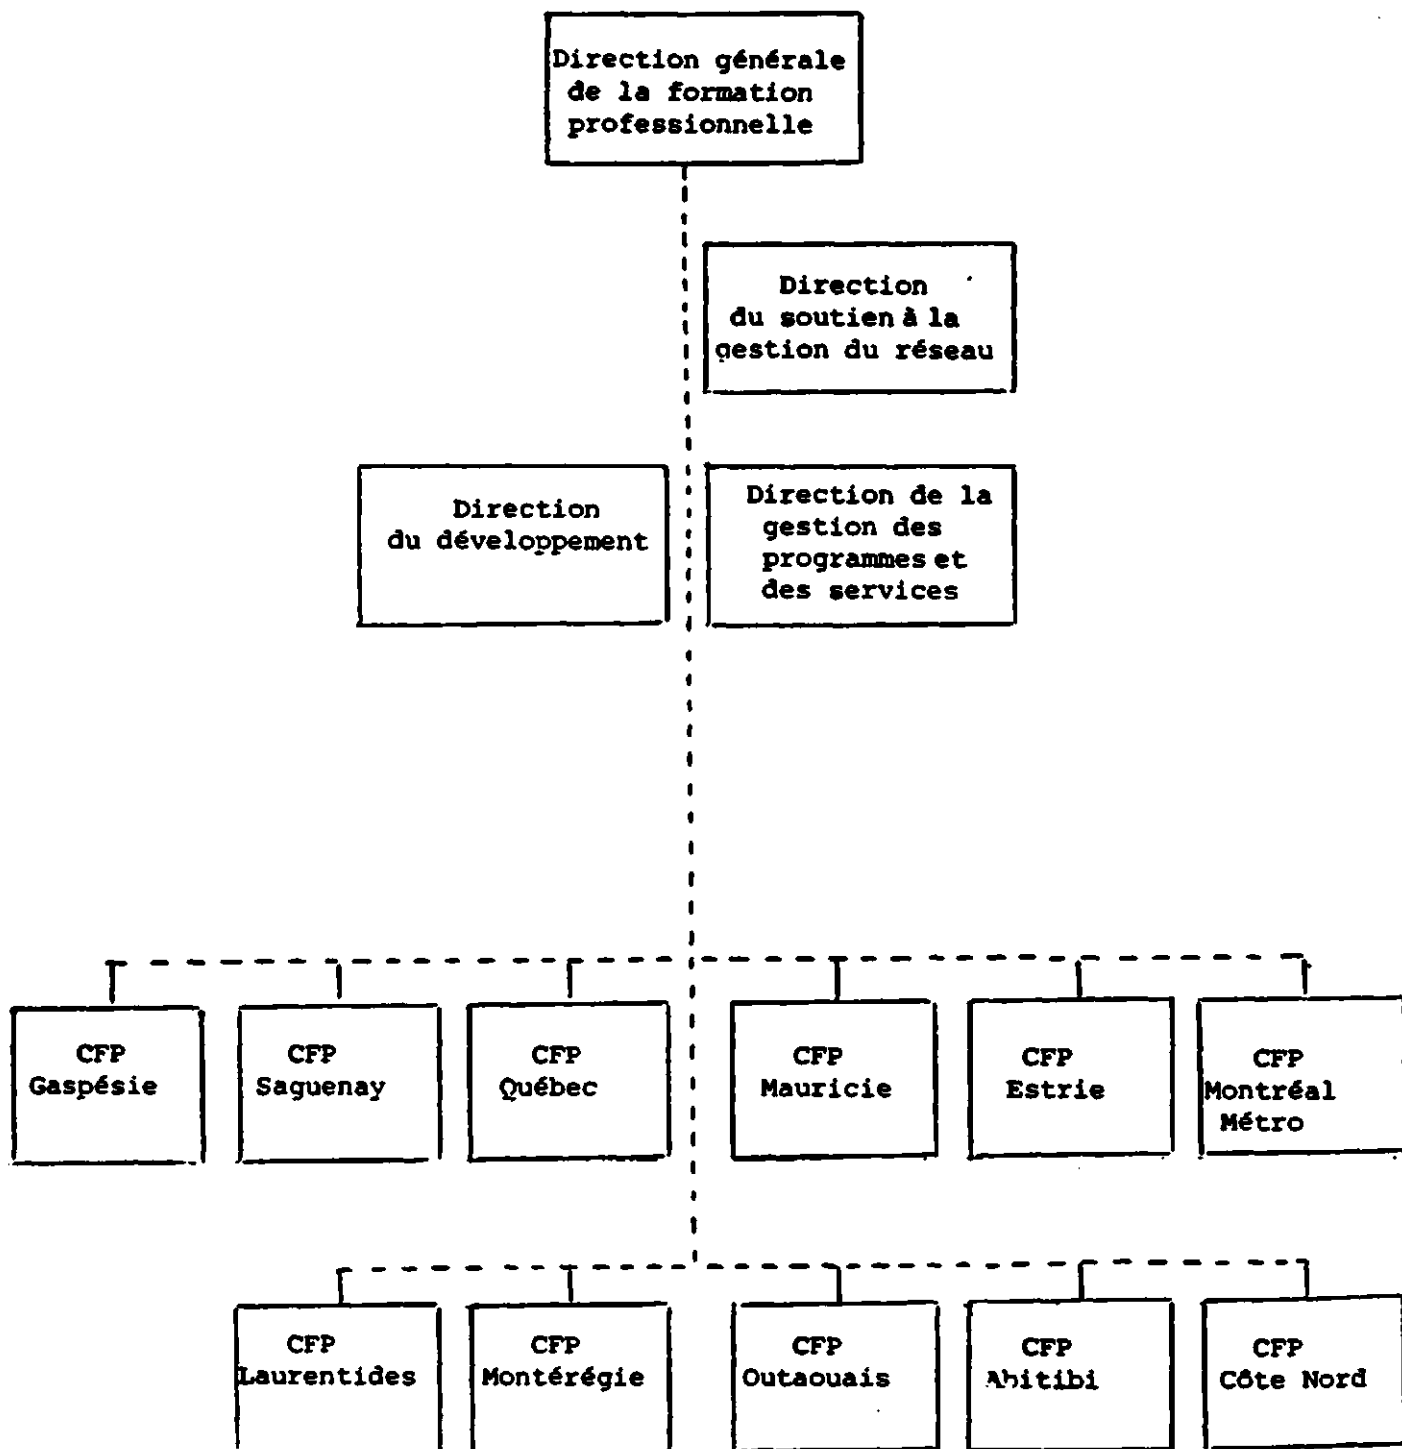 Direction générale
de la formation
professionnelle
Direction
du soutien à la
gestion du réseau
Direction
du développement
Direction de la
gestion des
programmes et
des services
CFP
Gaspésie
CFP
Saguenay
CFP
Québec
CFP
Mauricie
CFP
Estrie
CFP
Montréal
Métro
CFP
Laurentides
CFP
Montérégie
CFP
Outaouais
CFP
Abitibi
CFP
Côte Nord